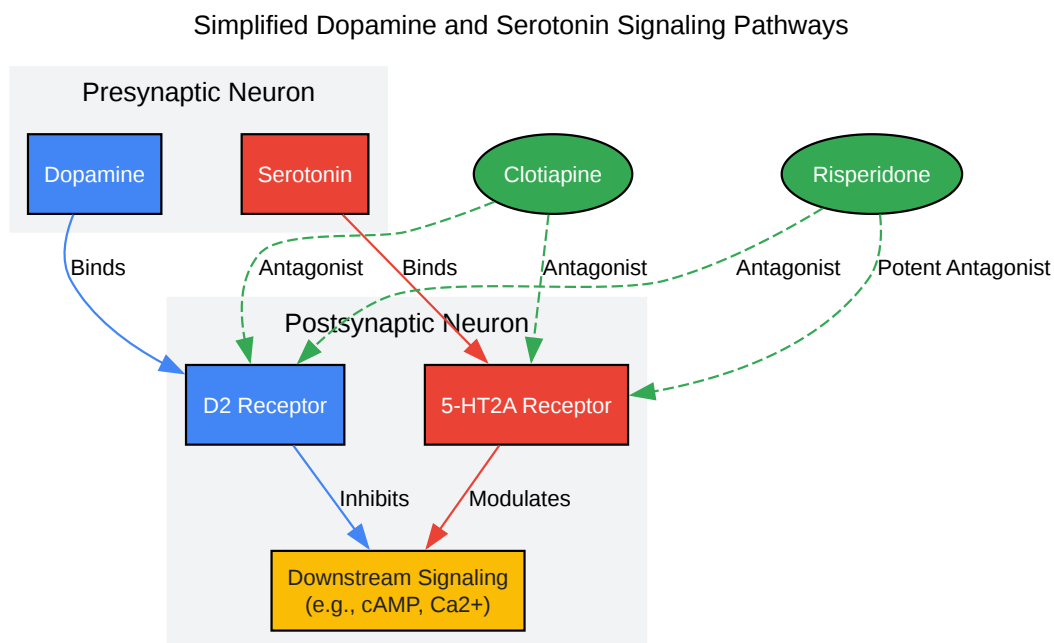 Simplified Dopamine and Serotonin Signaling Pathways
Presynaptic Neuron
Dopamine
Serotonin
Clotiapine
Risperidone
Binds
Antagonist
Binds
Antagonist
Antagonist
Potent Antagonist
Postsynaptic Neuron
D2 Receptor
5-HT2A Receptor
Inhibits
Modulates
Downstream Signaling
(e.g., cAMP, Ca2+)